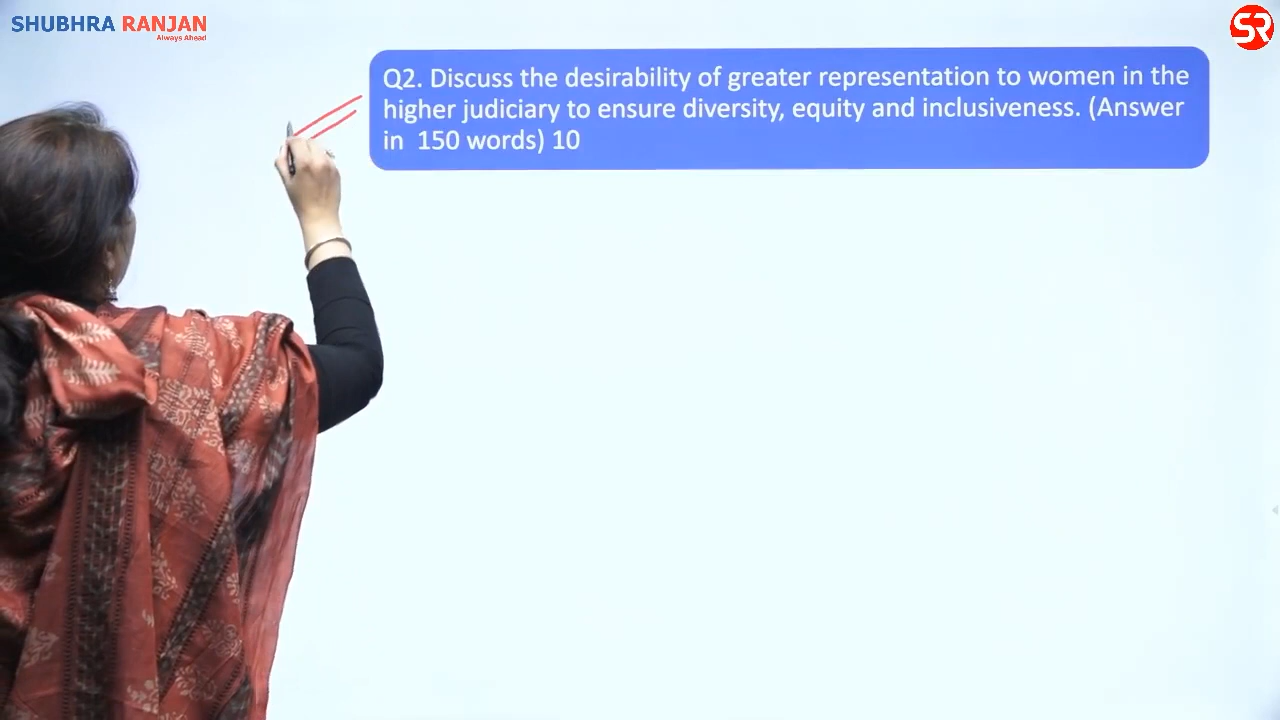 SHUBHRA RANJAN
Always Ahead
SR
Q2. Discuss the desirability of greater representation to women in the
higher judiciary to ensure diversity, equity and inclusiveness. (Answer
in 150 words) 10